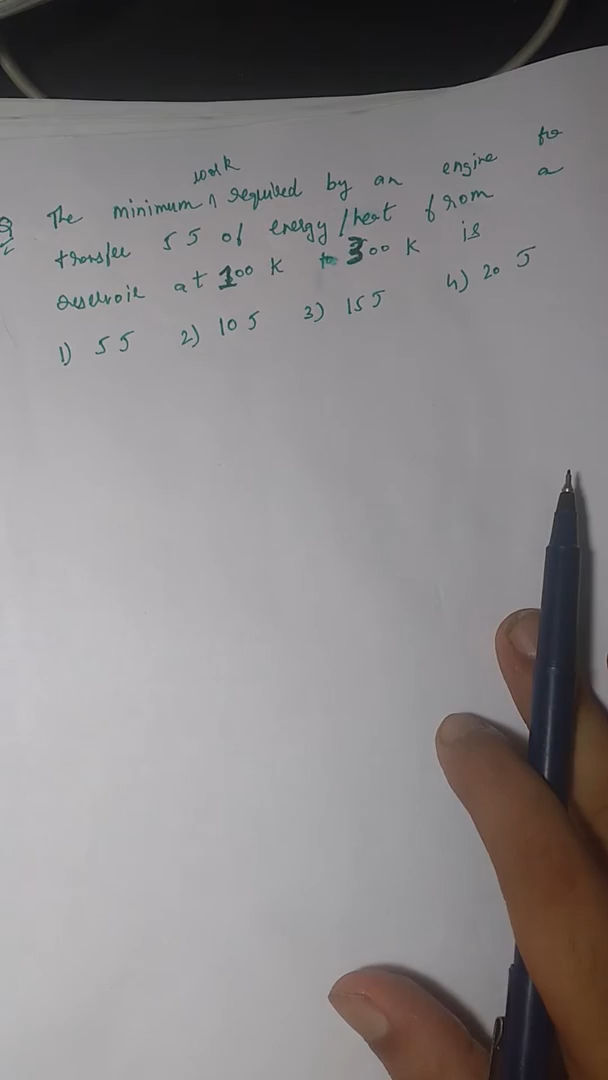 Q The minimum work required by an engine for
transfer 5 J of energy / heat from a
reservoir at 100 K to 300 K is
1) 5 J 2) 10 J 3) 15 J 4) 20 J